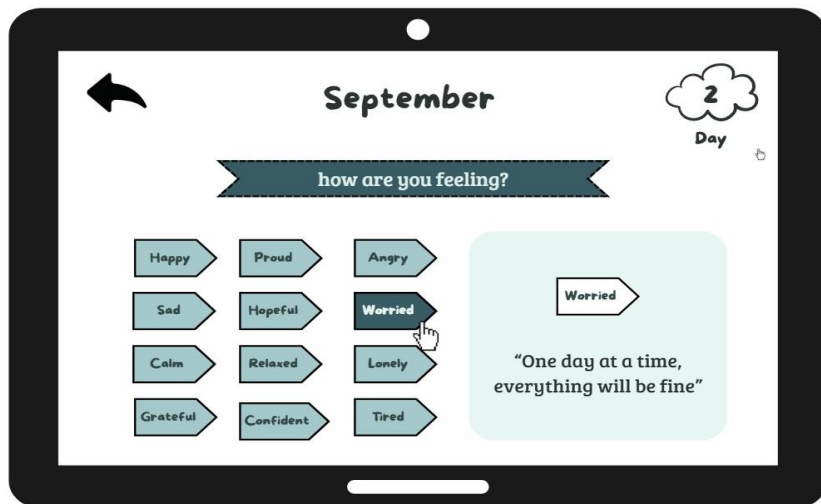 September
2
Day
how are you feeling?
Happy
Proud
Angry
Sad
Hopeful
Worried
Calm
Relaxed
Lonely
Grateful
Confident
Tired
Worried
“One day at a time,
everything will be fine”